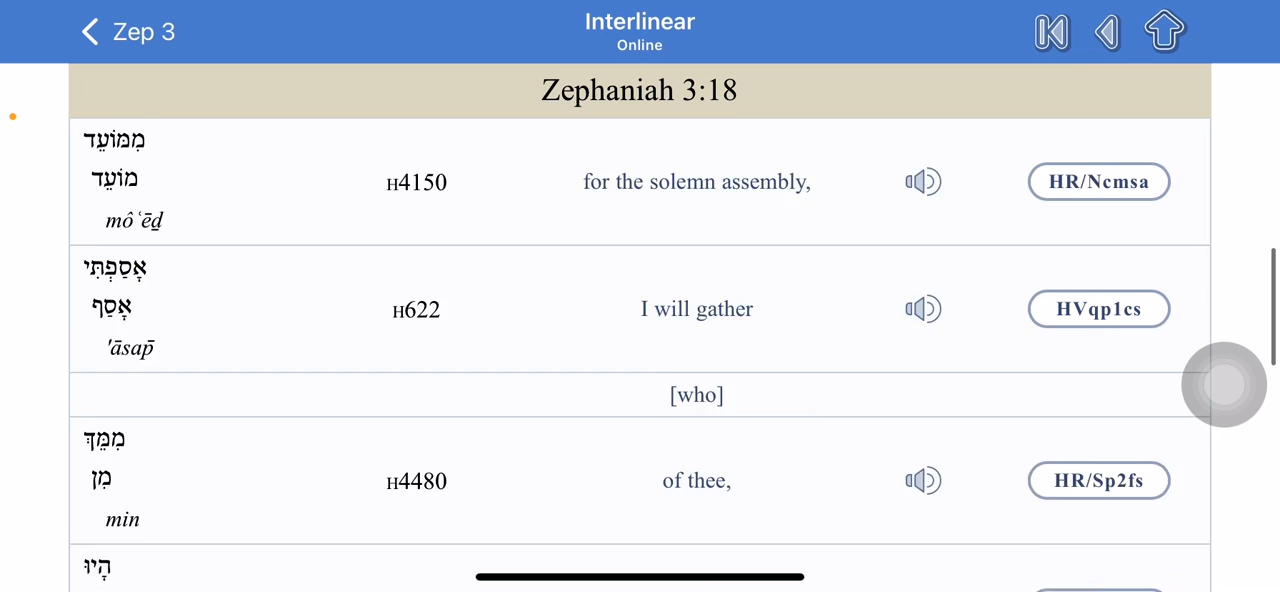 Zep 3
Interlinear
Online
Zephaniah 3:18
מִמּוֹעֵד
מוֹעֵד
môʿēḏ
H4150
for the solemn assembly,
HR/Ncmsa
אָסַפְתִּי
אָסַף
'āsap̄
H622
I will gather
HVqp1cs
[who]
מִמֵּךְ
מִן
min
H4480
of thee,
HR/Sp2fs
הָיוּ